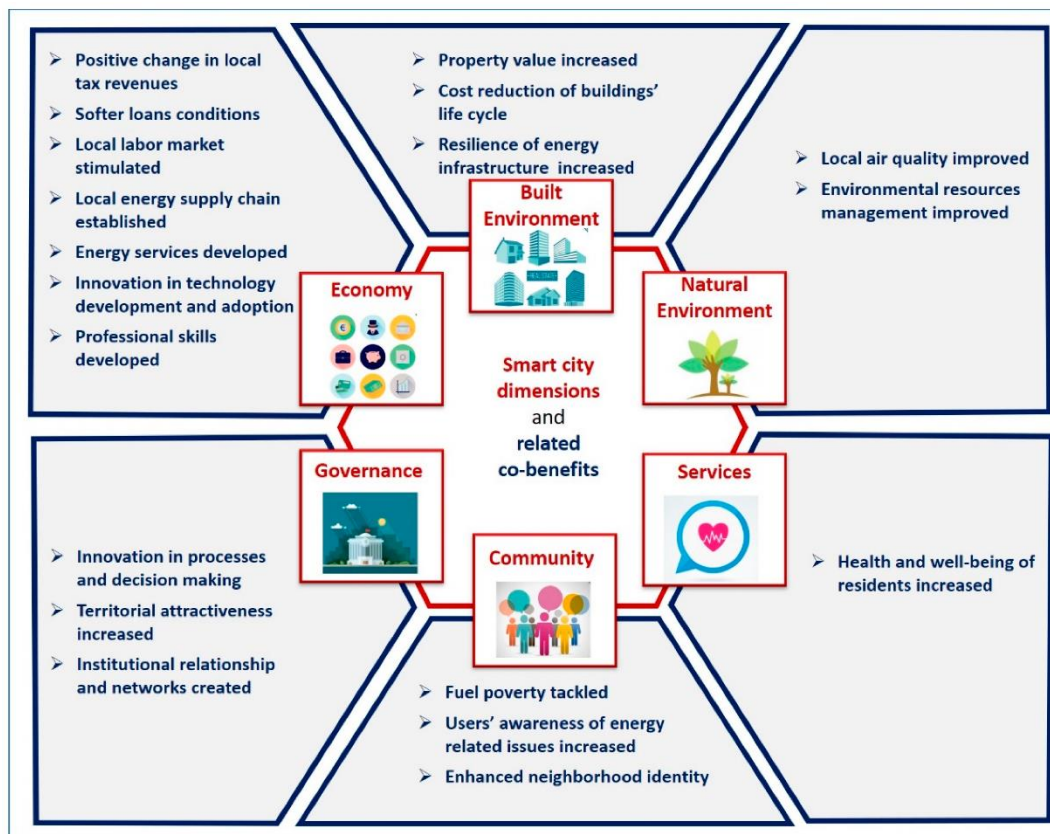 ➢ Positive change in local
tax revenues
➢ Softer loans conditions
➢ Local labor market
stimulated
➢ Local energy supply chain
established
➢ Energy services developed
➢ Innovation in technology
development and adoption
➢ Professional skills
developed
➢ Property value increased
➢ Cost reduction of buildings’
life cycle
➢ Resilience of energy
infrastructure increased
➢ Local air quality improved
➢ Environmental resources
management improved
Economy
Built
Environment
Natural
Environment
Smart city
dimensions
and
related
co-benefits
Governance
Services
Community
➢ Innovation in processes
and decision making
➢ Territorial attractiveness
increased
➢ Institutional relationship
and networks created
➢ Fuel poverty tackled
➢ Users’ awareness of energy
related issues increased
➢ Enhanced neighborhood identity
➢ Health and well-being of
residents increased